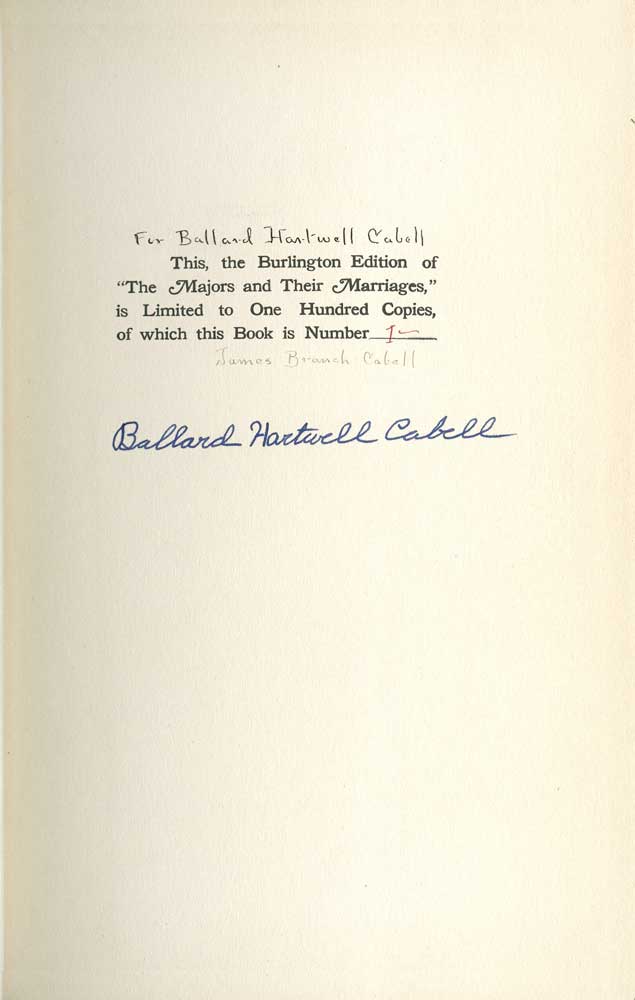 For Ballard Hartwell Cabell
This, the Burlington Edition of
“The Majors and Their Marriages,”
is Limited to One Hundred Copies,
of which this Book is Number 1
James Branch Cabell
Ballard Hartwell Cabell